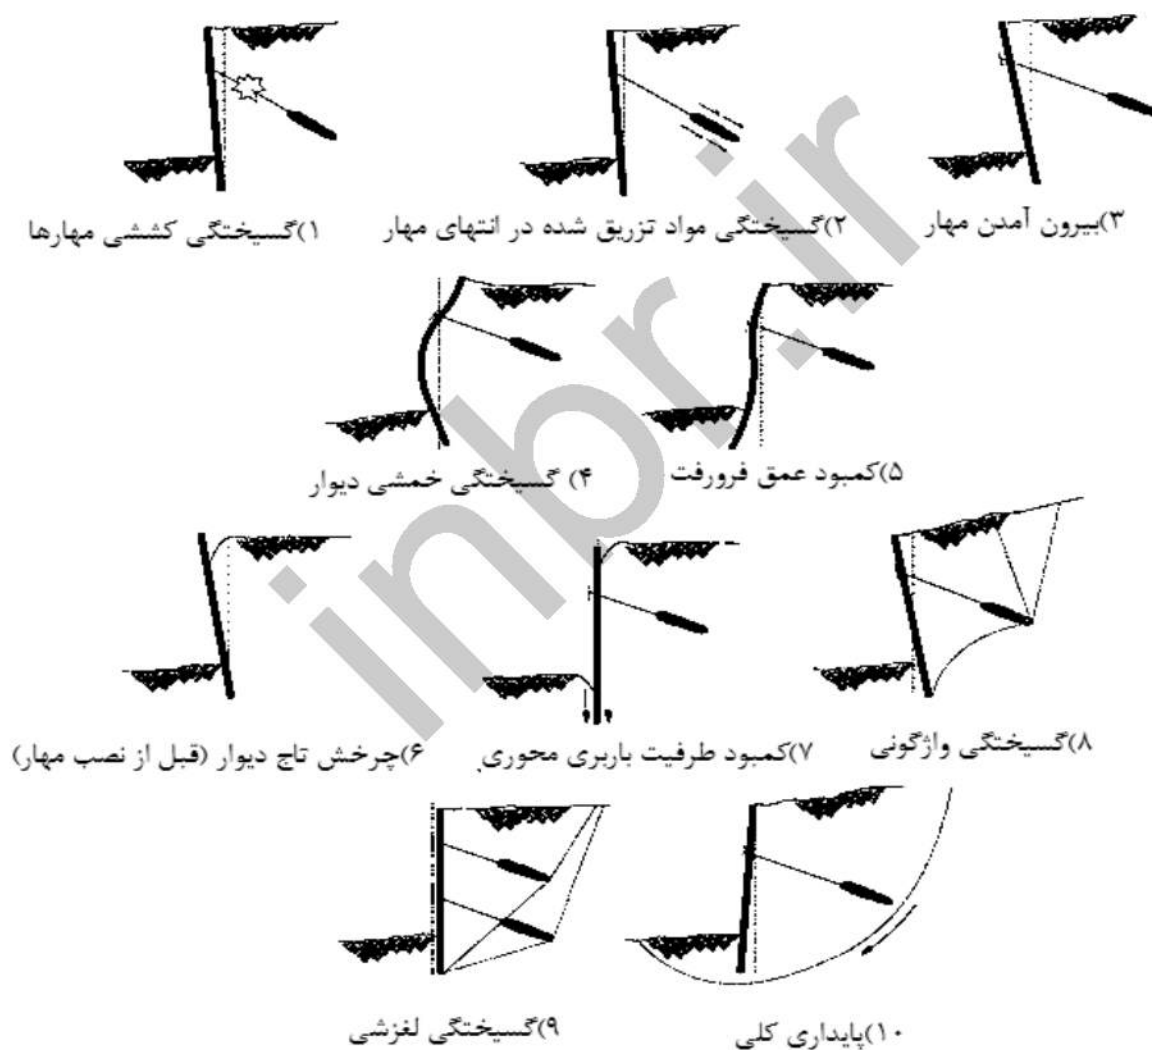 ۱)گسیختگی کششی مهارها
۲)گسیختگی مواد تزریق شده در انتهای مهار
۳)بیرون آمدن مهار
۴) گسیختگی خمشی دیوار
۵)کمبود عمق فرورفت
۶)چرخش تاج دیوار (قبل از نصب مهار)
۷)کمبود ظرفیت باربری محوری
۸)گسیختگی واژگونی
۹)گسیختگی لغزشی
۱۰)پایداری کلی
inbr.ir